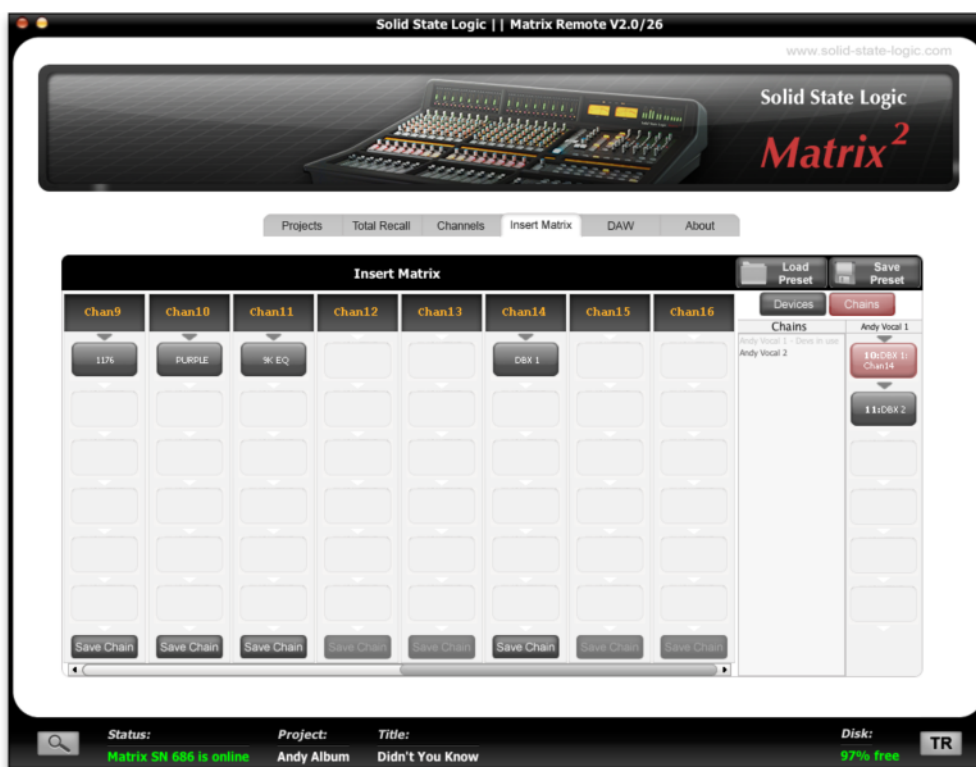 Solid State Logic || Matrix Remote V2.0/26
www.solid-state-logic.com
Solid State Logic
Matrix²
Projects Total Recall Channels Insert Matrix DAW About
Insert Matrix
Load Preset
Save Preset
Chan9 Chan10 Chan11 Chan12 Chan13 Chan14 Chan15 Chan16
Devices Chains
Chains
Andy Vocal 1
Andy Vocal 1 - Devs in use
Andy Vocal 2
1176 PURPLE 9K EQ DBX 1
10:DBX 1:
Chan14
11:DBX 2
Save Chain Save Chain Save Chain Save Chain Save Chain Save Chain Save Chain Save Chain
Status: Project: Title: Disk:
Matrix SN 686 is online Andy Album Didn't You Know 97% free
TR